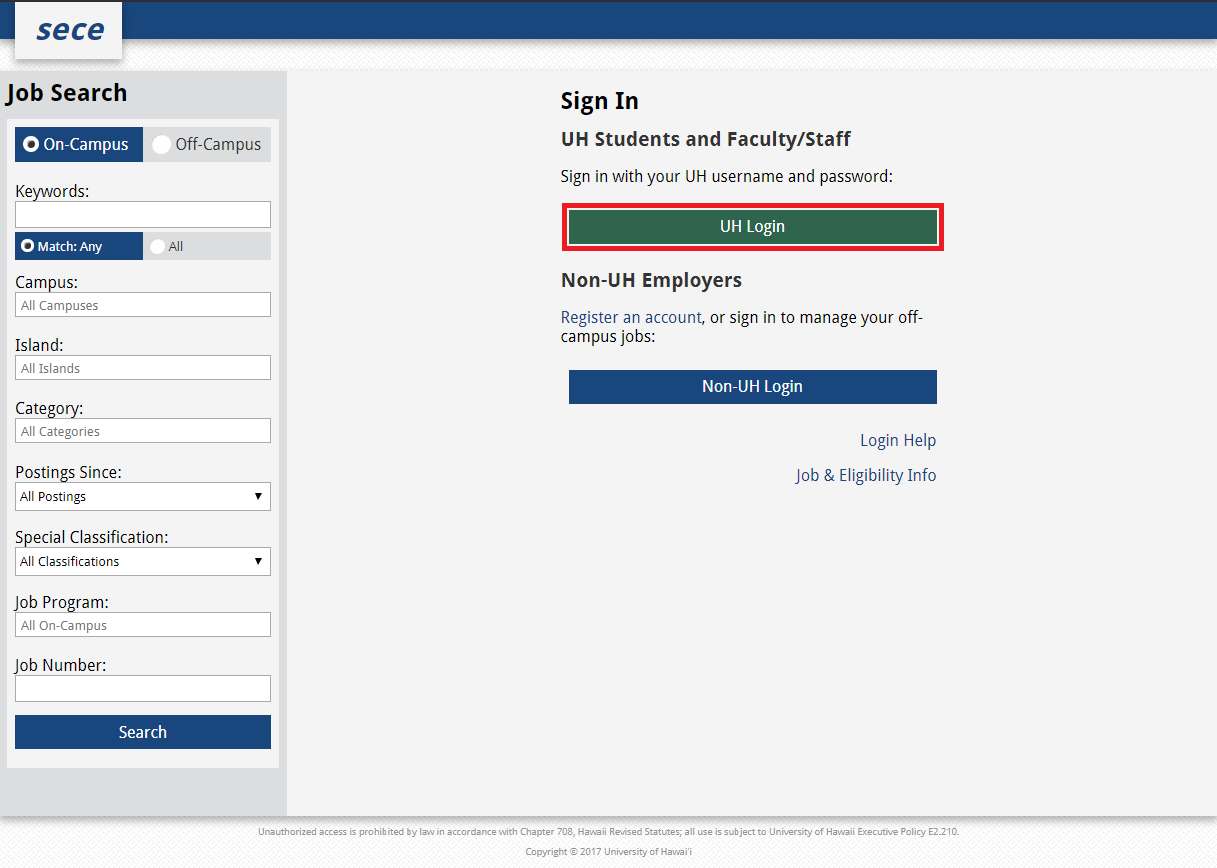 sece
Job Search
On-Campus
Off-Campus
Keywords:
Match: Any
All
Campus:
All Campuses
Island:
All Islands
Category:
All Categories
Postings Since:
All Postings
Special Classification:
All Classifications
Job Program:
All On-Campus
Job Number:
Search
Sign In
UH Students and Faculty/Staff
Sign in with your UH username and password:
UH Login
Non-UH Employers
Register an account, or sign in to manage your off-
campus jobs:
Non-UH Login
Login Help
Job & Eligibility Info
Unauthorized access is prohibited by law in accordance with Chapter 708, Hawaii Revised Statutes; all use is subject to University of Hawaii Executive Policy E2.210.
Copyright © 2017 University of Hawai'i